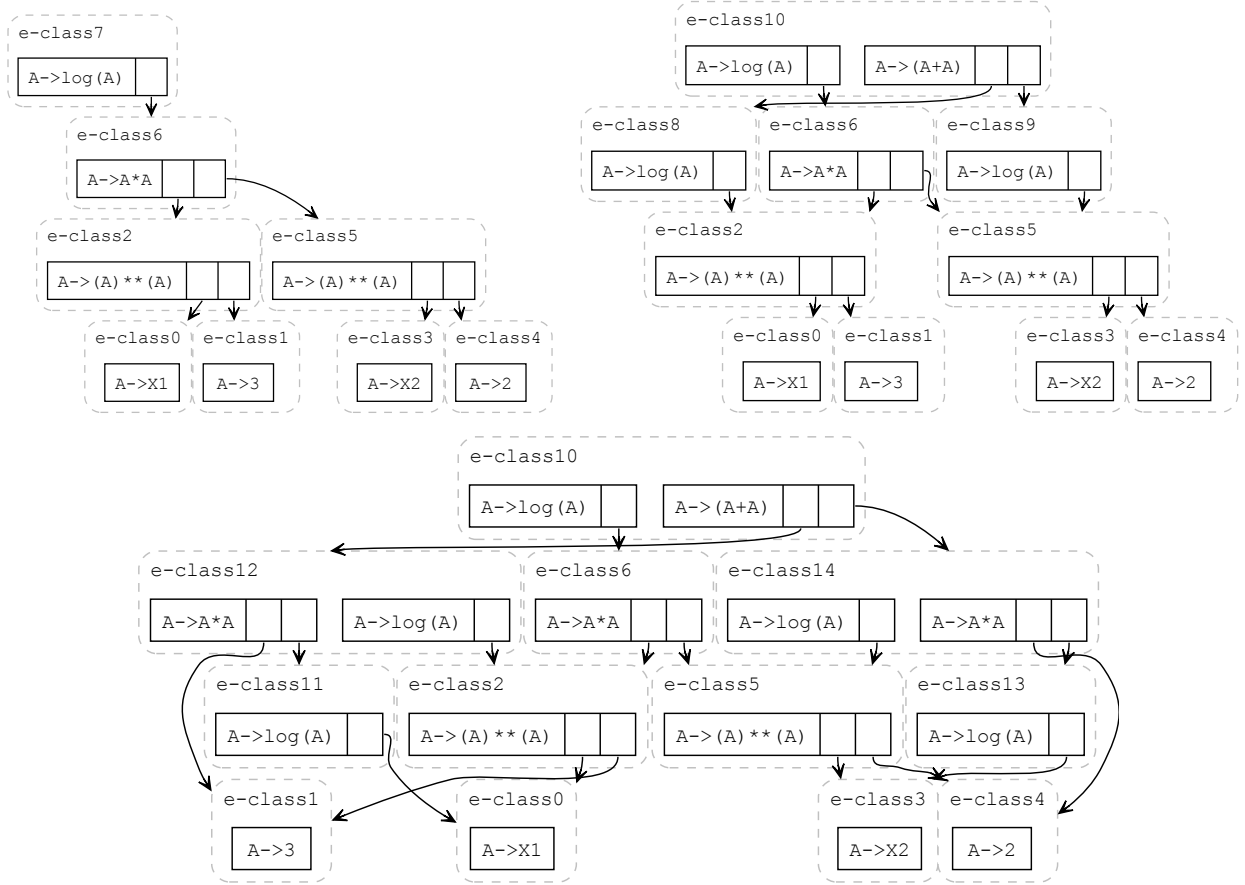 e-class7
A->log(A)
e-class6
A->A*A
e-class2
e-class5
A->(A)**(A)
A->(A)**(A)
e-class0
e-class1
e-class3
e-class4
A->X1
A->3
A->X2
A->2
e-class10
A->log(A)
A->(A+A)
e-class8
e-class6
e-class9
A->log(A)
A->A*A
A->log(A)
e-class2
e-class5
A->(A)**(A)
A->(A)**(A)
e-class0
e-class1
e-class3
e-class4
A->X1
A->3
A->X2
A->2
e-class10
A->log(A)
A->(A+A)
e-class12
e-class6
e-class14
A->A*A
A->log(A)
A->A*A
A->log(A)
A->A*A
e-class11
e-class2
e-class5
e-class13
A->log(A)
A->(A)**(A)
A->(A)**(A)
A->log(A)
e-class1
e-class0
e-class3
e-class4
A->3
A->X1
A->X2
A->2